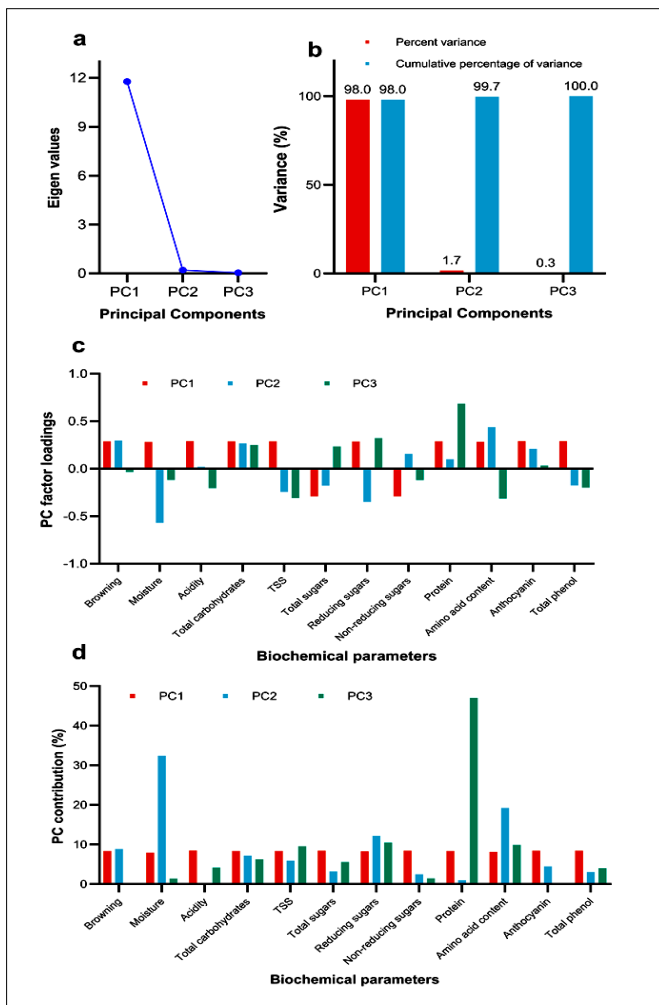 a
12
9
6
3
0
Eigen values
PC1 PC2 PC3
Principal Components
b
Percent variance
Cumulative percentage of variance
100
50
0
Variance (%)
98.0 98.0
1.7
99.7
0.3
100.0
PC1 PC2 PC3
Principal Components
c
PC1 PC2 PC3
1.0
0.5
0.0
-0.5
-1.0
PC factor loadings
Browning
Moisture
Acidity
Total carbohydrates
TSS
Total sugars
Reducing sugars
Non-reducing sugars
Protein
Amino acid content
Anthocyanin
Total phenol
Biochemical parameters
d
PC1 PC2 PC3
50
40
30
20
10
0
PC contribution (%)
Browning
Moisture
Acidity
Total carbohydrates
TSS
Total sugars
Reducing sugars
Non-reducing sugars
Protein
Amino acid content
Anthocyanin
Total phenol
Biochemical parameters